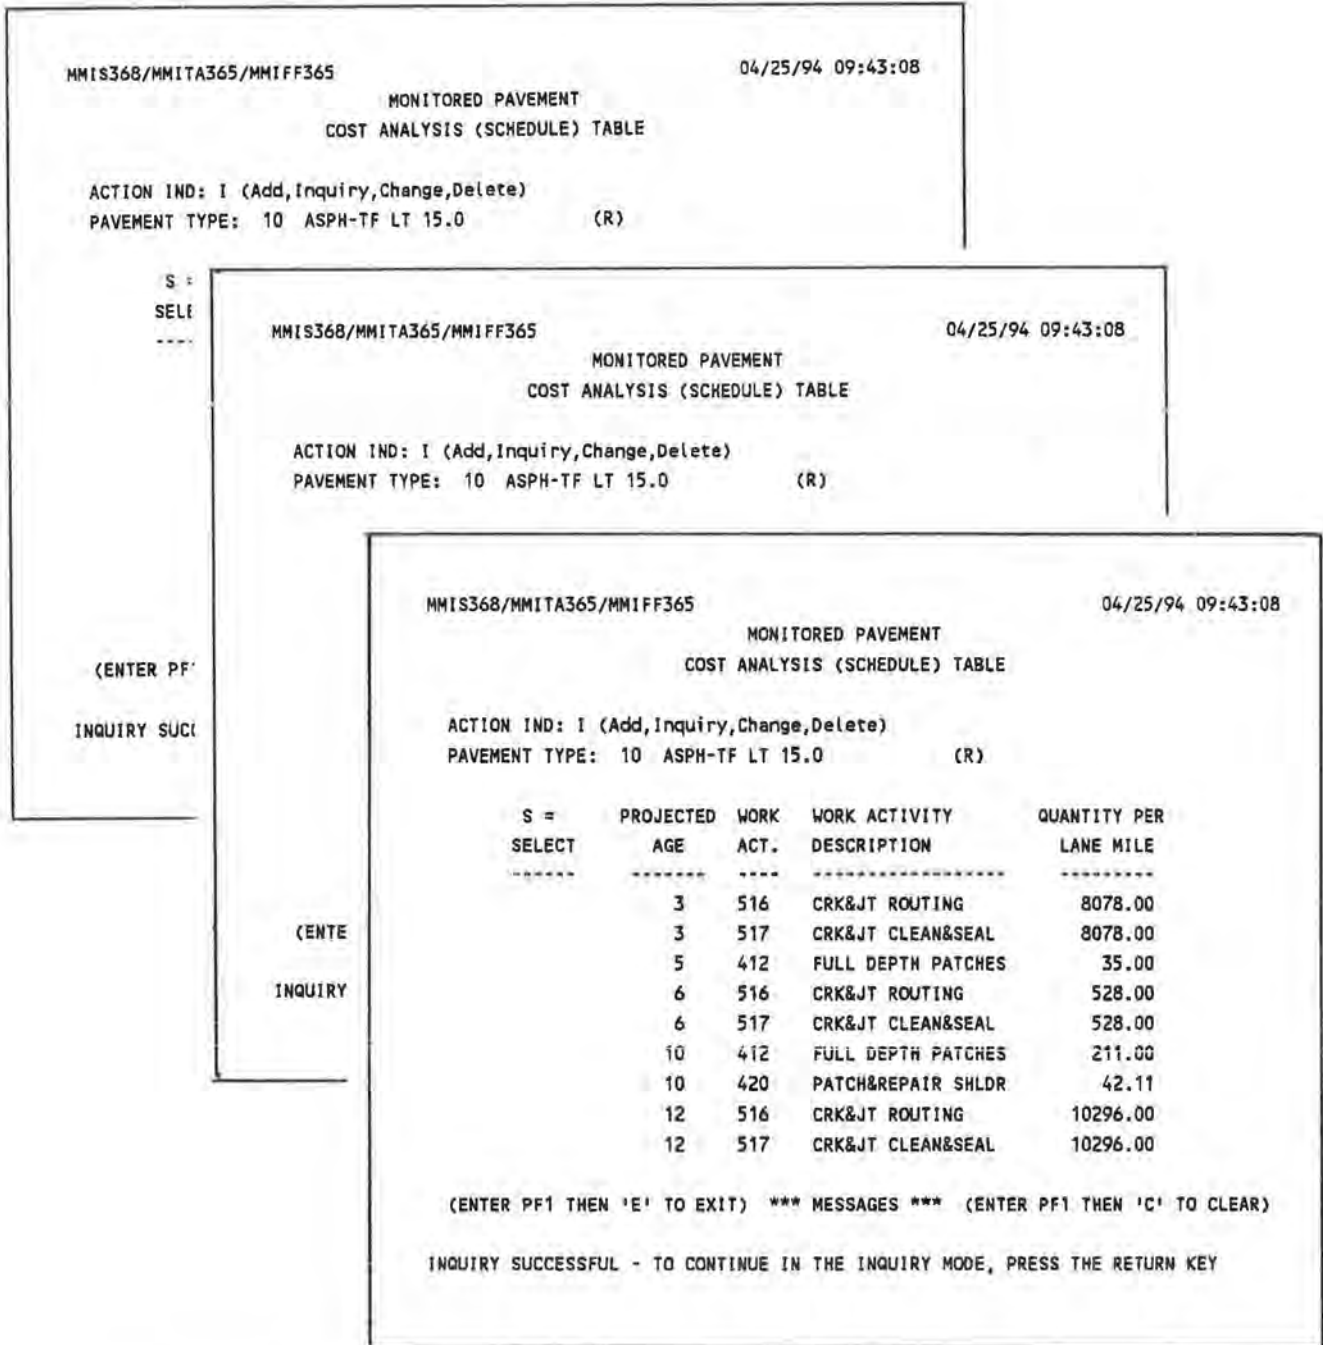 MMIS368/MMITA365/MMIFF365 04/25/94 09:43:08
MONITORED PAVEMENT
COST ANALYSIS (SCHEDULE) TABLE
ACTION IND: I (Add,Inquiry,Change,Delete)
PAVEMENT TYPE: 10 ASPH-TF LT 15.0 (R)
S =
SELE
----
(ENTER PF1
INQUIRY SUCC
MMIS368/MMITA365/MMIFF365 04/25/94 09:43:08
MONITORED PAVEMENT
COST ANALYSIS (SCHEDULE) TABLE
ACTION IND: I (Add,Inquiry,Change,Delete)
PAVEMENT TYPE: 10 ASPH-TF LT 15.0 (R)
(ENTE
INQUIRY
MMIS368/MMITA365/MMIFF365 04/25/94 09:43:08
MONITORED PAVEMENT
COST ANALYSIS (SCHEDULE) TABLE
ACTION IND: I (Add,Inquiry,Change,Delete)
PAVEMENT TYPE: 10 ASPH-TF LT 15.0 (R)
S = PROJECTED WORK WORK ACTIVITY QUANTITY PER
SELECT AGE ACT. DESCRIPTION LANE MILE
------ ------- ---- ------------------ ---------
3 516 CRK&JT ROUTING 8078.00
3 517 CRK&JT CLEAN&SEAL 8078.00
5 412 FULL DEPTH PATCHES 35.00
6 516 CRK&JT ROUTING 528.00
6 517 CRK&JT CLEAN&SEAL 528.00
10 412 FULL DEPTH PATCHES 211.00
10 420 PATCH&REPAIR SHLDR 42.11
12 516 CRK&JT ROUTING 10296.00
12 517 CRK&JT CLEAN&SEAL 10296.00
(ENTER PF1 THEN 'E' TO EXIT) *** MESSAGES *** (ENTER PF1 THEN 'C' TO CLEAR)
INQUIRY SUCCESSFUL - TO CONTINUE IN THE INQUIRY MODE, PRESS THE RETURN KEY